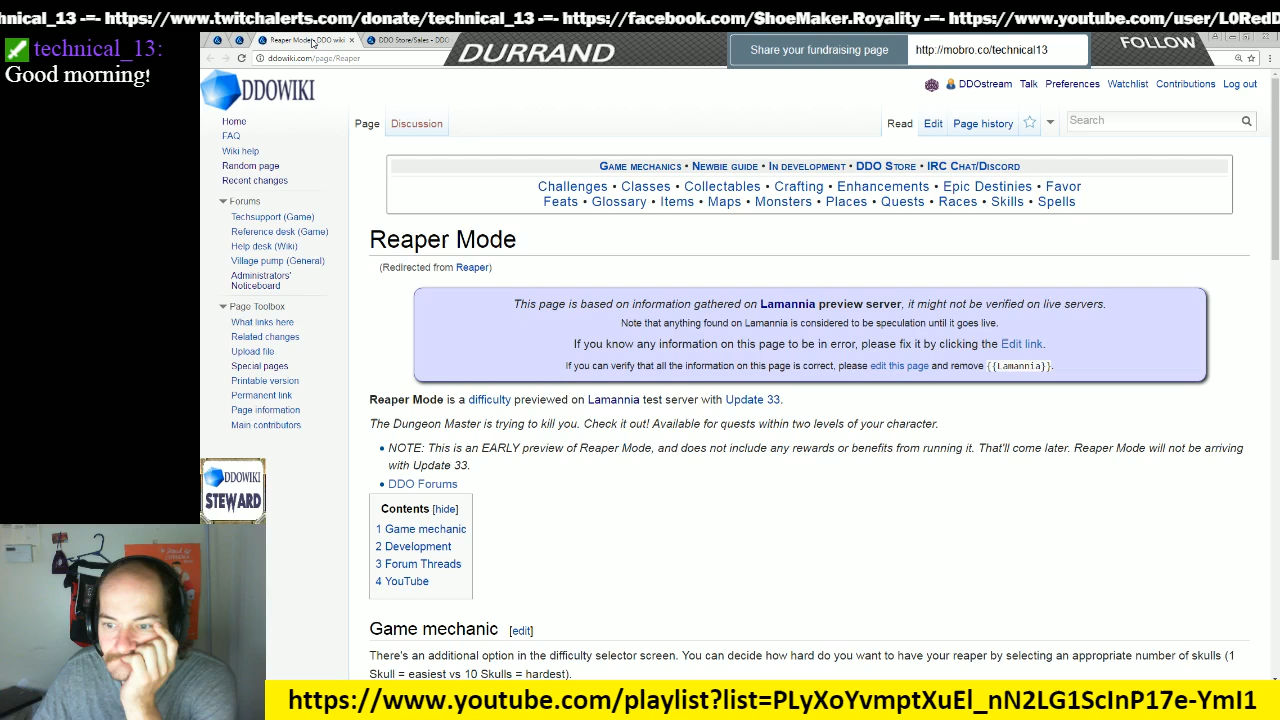 hnical_13 -=- https://www.twitchalerts.com/donate/technical_13 -=- https://facebook.com/ShoeMaker.Royality -=- https://www.youtube.com/user/L0RedD
technical_13:
Good morning!
Reaper Mode - DDO wiki
DDO Store/Sales - DDO
DURRAND
Share your fundraising page
http://mobro.co/technical13
FOLLOW
ddowiki.com/page/Reaper
DDOWIKI
DDOstream Talk Preferences Watchlist Contributions Log out
Page Discussion
Read Edit Page history
Search
Home
FAQ
Wiki help
Random page
Recent changes
Forums
Techsupport (Game)
Reference desk (Game)
Help desk (Wiki)
Village pump (General)
Administrators'
Noticeboard
Page Toolbox
What links here
Related changes
Upload file
Special pages
Printable version
Permanent link
Page information
Main contributors
DDOWIKI
STEWARD
Game mechanics • Newbie guide • In development • DDO Store • IRC Chat/Discord
Challenges • Classes • Collectables • Crafting • Enhancements • Epic Destinies • Favor
Feats • Glossary • Items • Maps • Monsters • Places • Quests • Races • Skills • Spells
Reaper Mode
(Redirected from Reaper)
This page is based on information gathered on Lamannia preview server, it might not be verified on live servers.
Note that anything found on Lamannia is considered to be speculation until it goes live.
If you know any information on this page to be in error, please fix it by clicking the Edit link.
If you can verify that all the information on this page is correct, please edit this page and remove {{Lamannia}}.
Reaper Mode is a difficulty previewed on Lamannia test server with Update 33.
The Dungeon Master is trying to kill you. Check it out! Available for quests within two levels of your character.
• NOTE: This is an EARLY preview of Reaper Mode, and does not include any rewards or benefits from running it. That'll come later. Reaper Mode will not be arriving
with Update 33.
• DDO Forums
Contents [hide]
1 Game mechanic
2 Development
3 Forum Threads
4 YouTube
Game mechanic [edit]
There's an additional option in the difficulty selector screen. You can decide how hard do you want to have your reaper by selecting an appropriate number of skulls (1
Skull = easiest vs 10 Skulls = hardest).
https://www.youtube.com/playlist?list=PLyXoYvmptXuEl_nN2LG1ScInP17e-YmI1